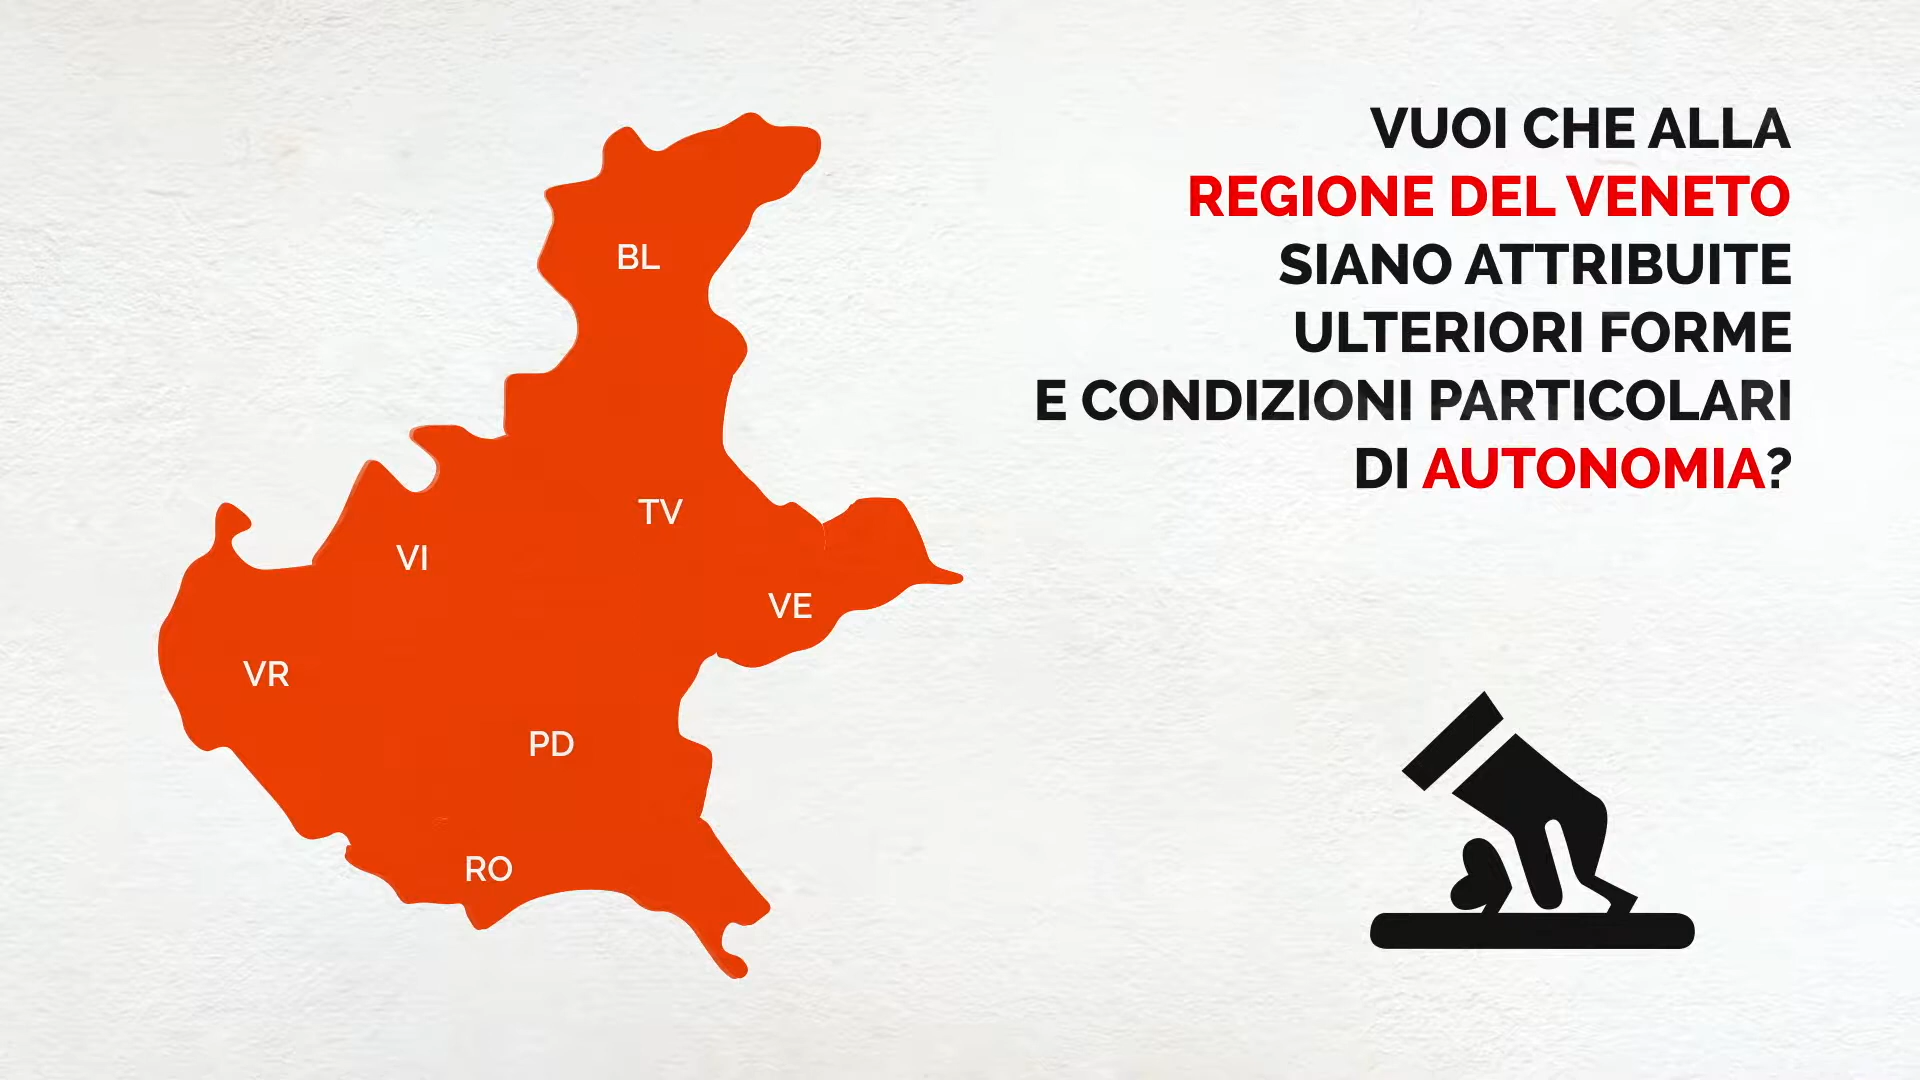 VUOI CHE ALLA
REGIONE DEL VENETO
SIANO ATTRIBUITE
ULTERIORI FORME
E CONDIZIONI PARTICOLARI
DI AUTONOMIA?
BL
TV
VI
VE
VR
PD
RO